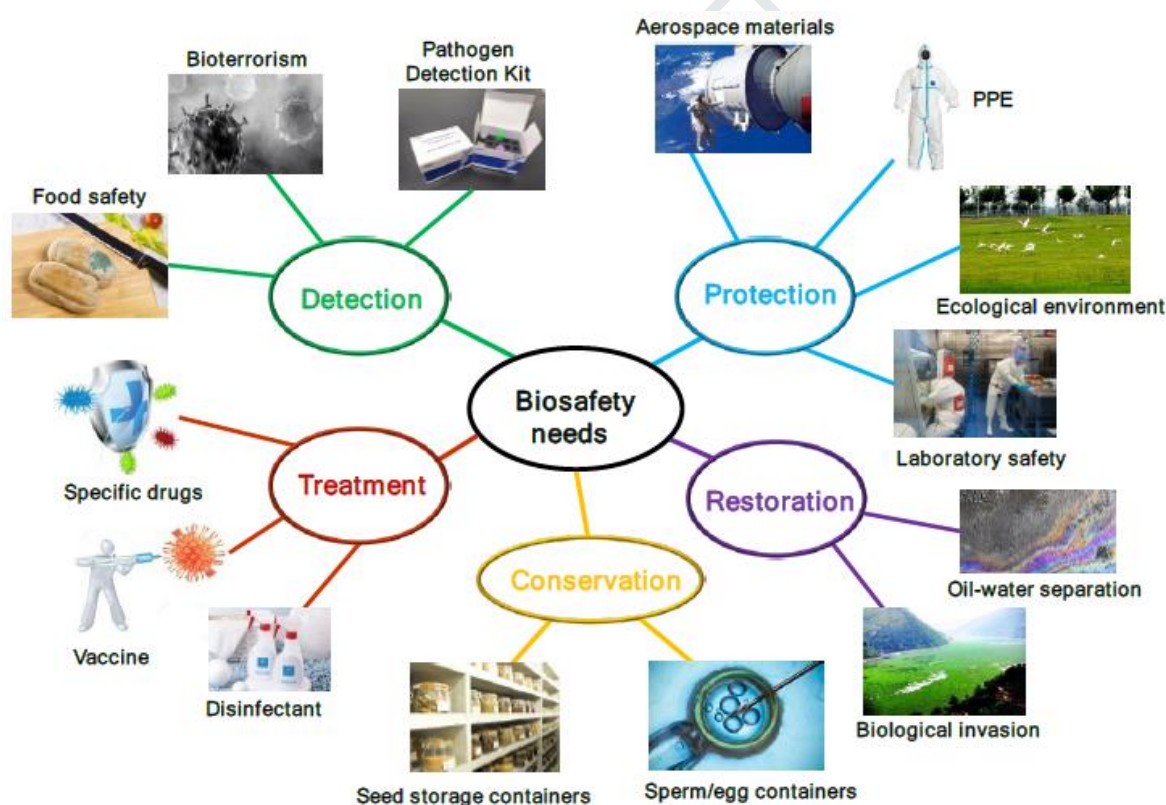 Aerospace materials
Bioterrorism
Pathogen
Detection Kit
PPE
Food safety
Detection
Protection
Ecological environment
Biosafety
needs
Laboratory safety
Specific drugs
Treatment
Restoration
Conservation
Oil-water separation
Vaccine
Disinfectant
Biological invasion
Seed storage containers
Sperm/egg containers